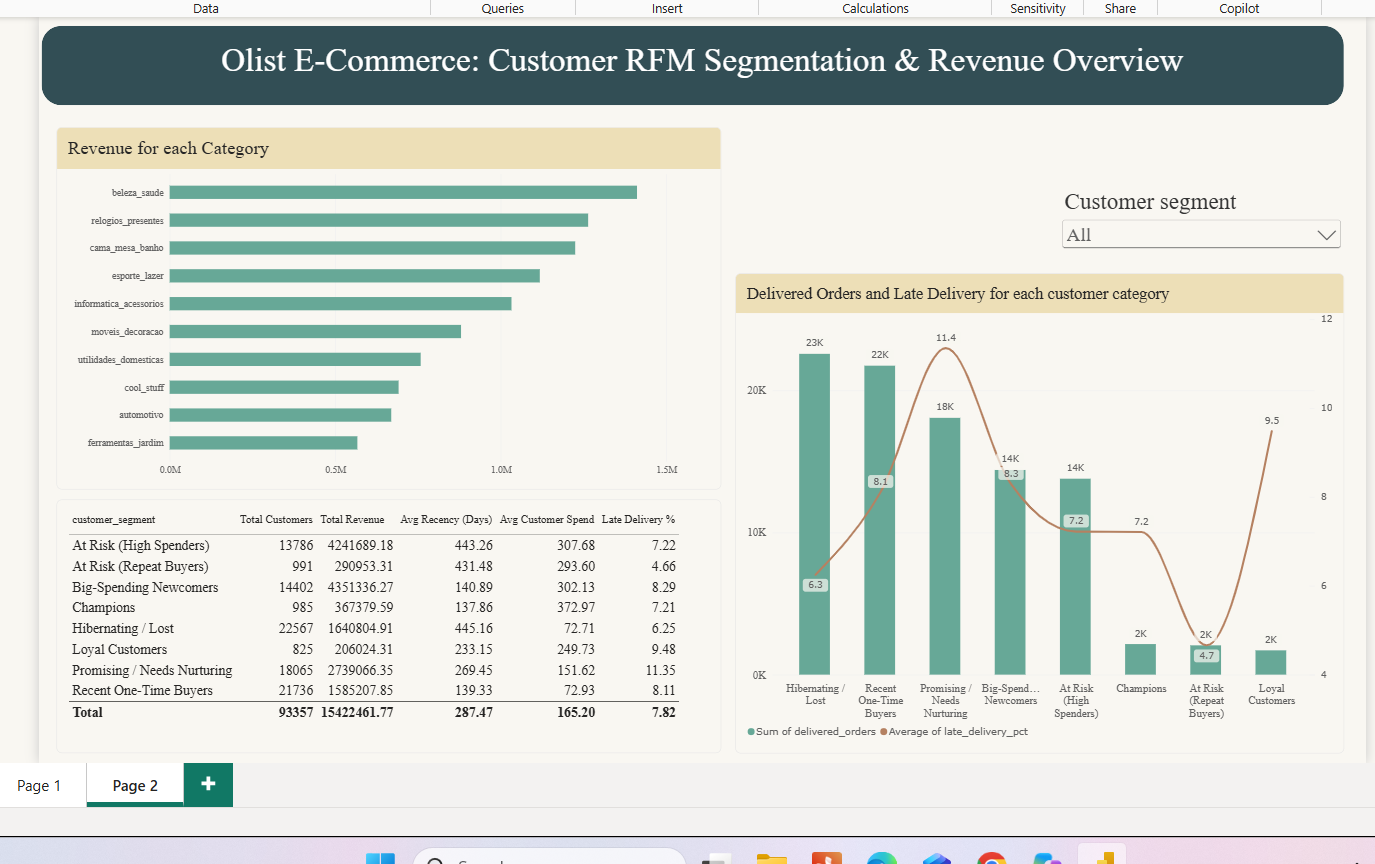 Data Queries Insert Calculations Sensitivity Share Copilot
Olist E-Commerce: Customer RFM Segmentation & Revenue Overview
Revenue for each Category
beleza_saude
relogios_presentes
cama_mesa_banho
esporte_lazer
informatica_acessorios
moveis_decoracao
utilidades_domesticas
cool_stuff
automotivo
ferramentas_jardim
0.0M 0.5M 1.0M 1.5M
customer_segment Total Customers Total Revenue Avg Recency (Days) Avg Customer Spend Late Delivery %
At Risk (High Spenders) 13786 4241689.18 443.26 307.68 7.22
At Risk (Repeat Buyers) 991 290953.31 431.48 293.60 4.66
Big-Spending Newcomers 14402 4351336.27 140.89 302.13 8.29
Champions 985 367379.59 137.86 372.97 7.21
Hibernating / Lost 22567 1640804.91 445.16 72.71 6.25
Loyal Customers 825 206024.31 233.15 249.73 9.48
Promising / Needs Nurturing 18065 2739066.35 269.45 151.62 11.35
Recent One-Time Buyers 21736 1585207.85 139.33 72.93 8.11
Total 93357 15422461.77 287.47 165.20 7.82
Customer segment
All
Delivered Orders and Late Delivery for each customer category
12
10
8
6
4
20K
10K
0K
23K
22K
18K
14K
14K
2K
2K
2K
6.3
8.1
11.4
8.3
7.2
7.2
4.7
9.5
Hibernating /
Lost
Recent
One-Time
Buyers
Promising /
Needs
Nurturing
Big-Spend...
Newcomers
At Risk
(High
Spenders)
Champions
At Risk
(Repeat
Buyers)
Loyal
Customers
Sum of delivered_orders Average of late_delivery_pct
Page 1 Page 2 +